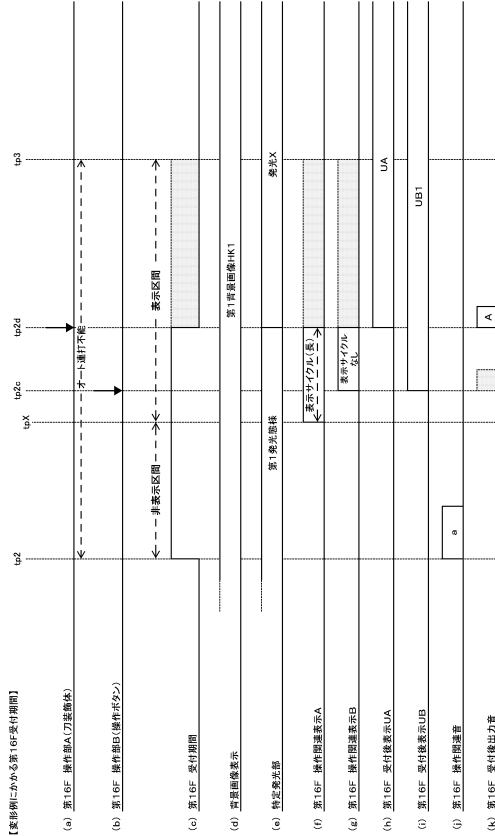 【変形例にかかる第16F受付期間】
tp2
tpX
tp2c
tp2d
tp3
(a) 第16F 操作部A(刀装飾体)
オート連打不能
(b) 第16F 操作部B(操作ボタン)
非表示区間
表示区間
(c) 第16F 受付期間
(d) 背景画像表示
第1背景画像HK1
(e) 特定発光部
第1発光態様
発光X
(f) 第16F 操作関連表示A
表示サイクル(長)
(g) 第16F 操作関連表示B
表示サイクル
なし
(h) 第16F 受付後表示UA
UA
(i) 第16F 受付後表示UB
UB1
(j) 第16F 操作関連音
a
(k) 第16F 受付後出力音
A